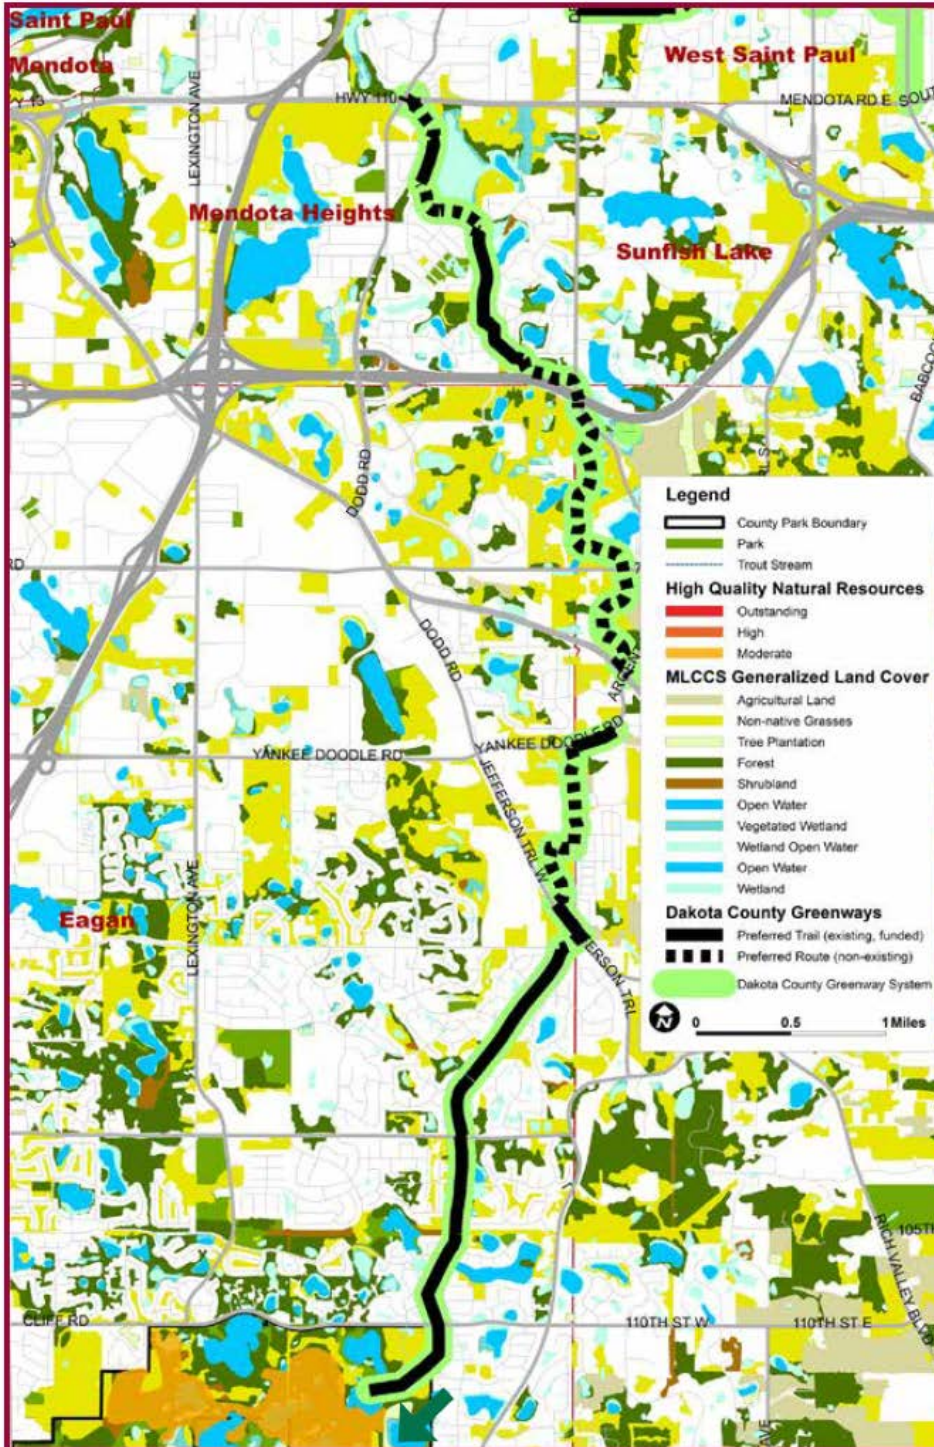 Saint Paul
Mendota
West Saint Paul
HWY 110
MENDOTA RD E
LEXINGTON AVE
Mendota Heights
Sunfish Lake
DODD RD
RD
DODD RD
YANKEE DOODLE RD
YANKEE DOODLE RD
JEFFERSON TRL W
LEXINGTON AVE
Eagan
ERSON TRL
CLIFF RD
110TH ST W
110TH ST E
RICH VALLEY BLVD
105TH
AVE
Legend
County Park Boundary
Park
Trout Stream
High Quality Natural Resources
Outstanding
High
Moderate
MLCCS Generalized Land Cover
Agricultural Land
Non-native Grasses
Tree Plantation
Forest
Shrubland
Open Water
Vegetated Wetland
Wetland Open Water
Open Water
Wetland
Dakota County Greenways
Preferred Trail (existing, funded)
Preferred Route (non-existing)
Dakota County Greenway System
N
0 0.5 1 Miles